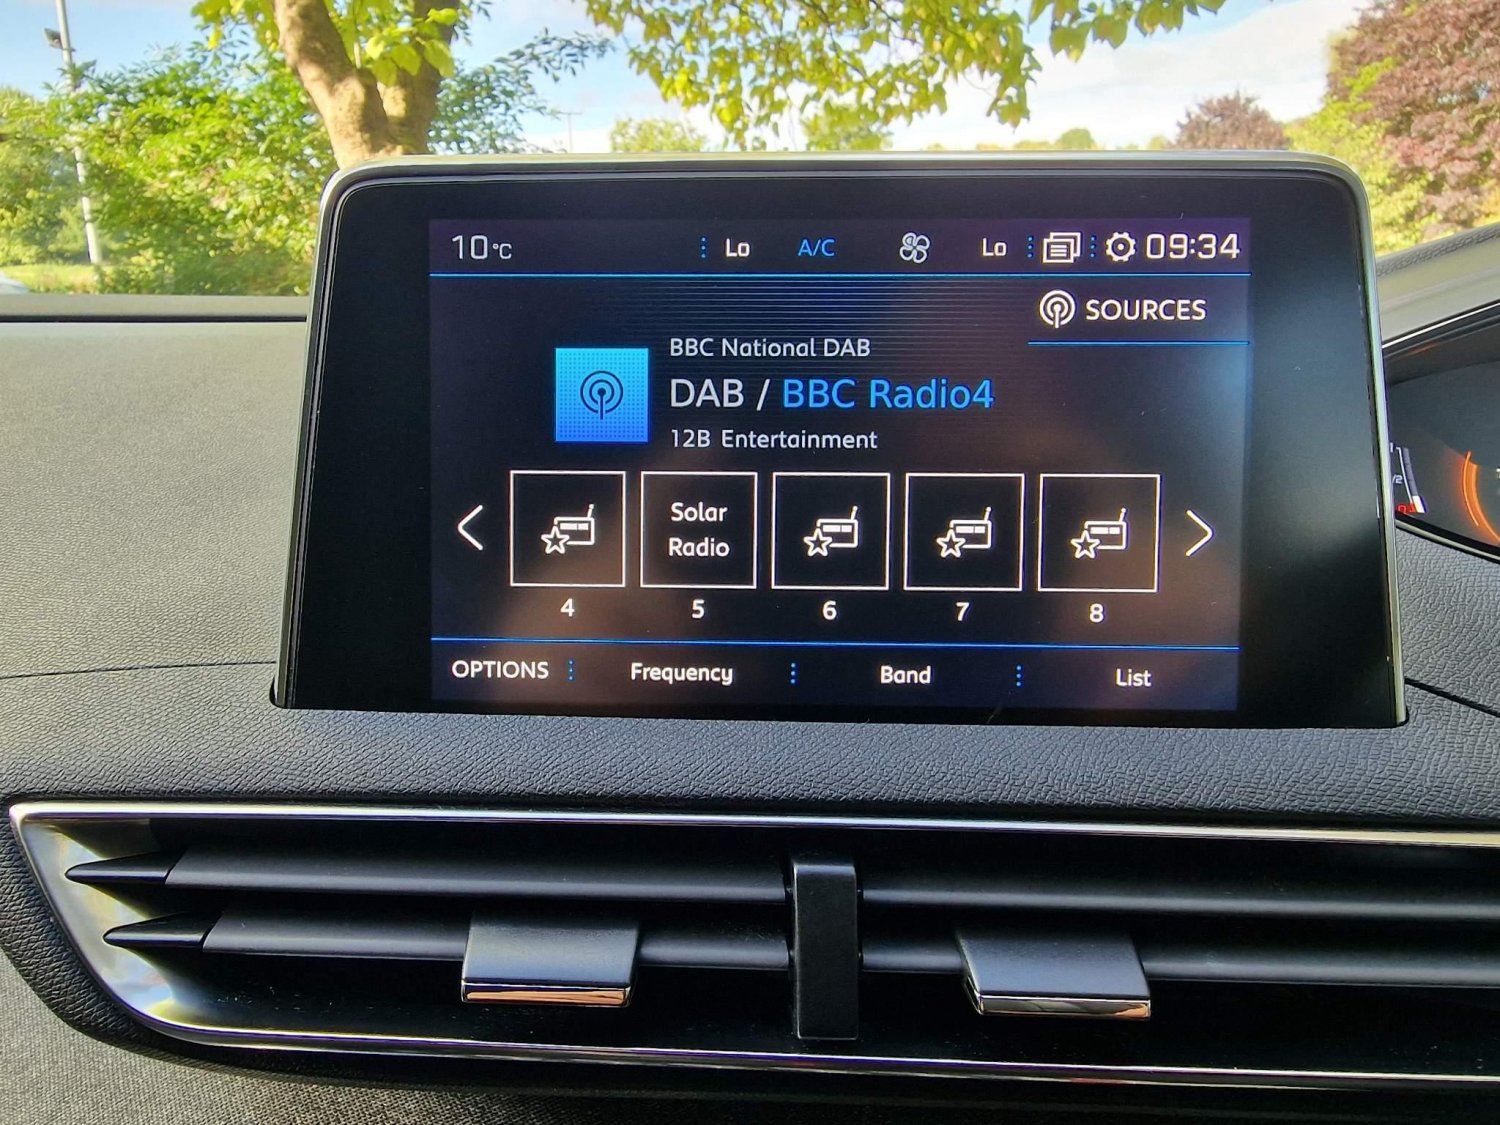 10°C Lo A/C Lo 09:34
SOURCES
BBC National DAB
DAB / BBC Radio4
12B Entertainment
Solar
Radio
4 5 6 7 8
OPTIONS Frequency Band List